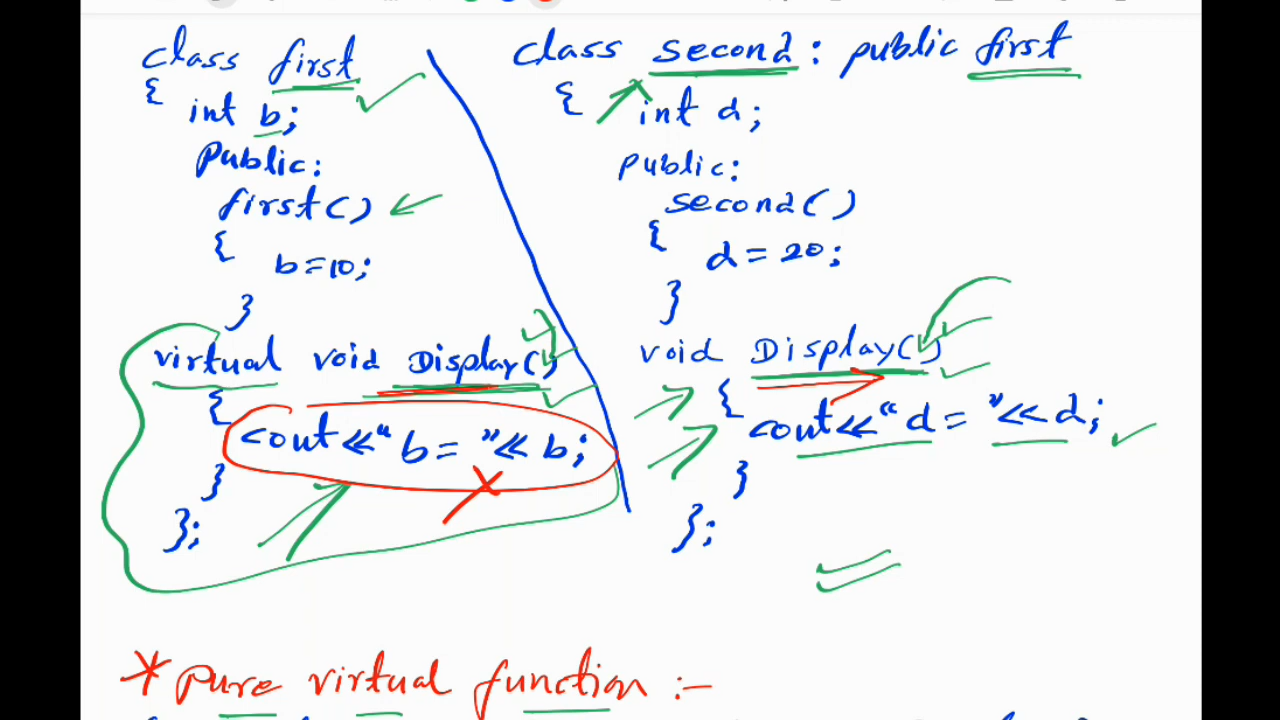 class first
{
int b;
Public:
first()
{
b=10;
}
virtual void Display()
{
cout<<"b= "<<b;
}
};
class second: public first
{
int d;
public:
second()
{
d=20;
}
void Display()
{
cout<<"d= "<<d;
}
};
* pure virtual function :-